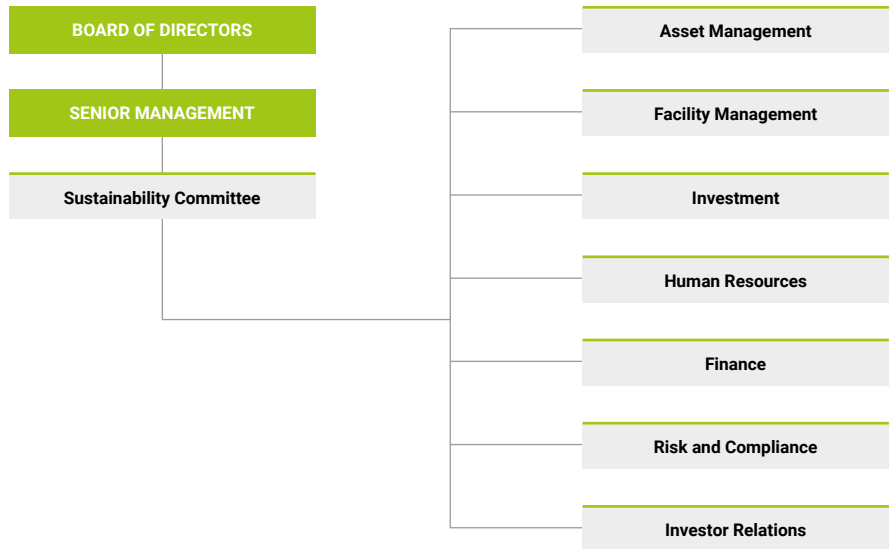 BOARD OF DIRECTORS
SENIOR MANAGEMENT
Sustainability Committee
Asset Management
Facility Management
Investment
Human Resources
Finance
Risk and Compliance
Investor Relations